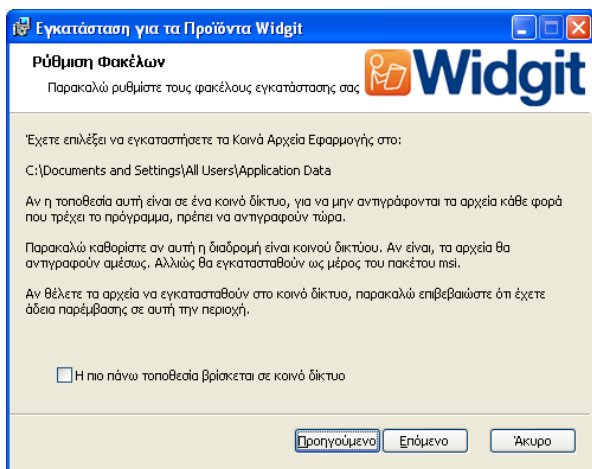 Εγκατάσταση για τα Προϊόντα Widgit
Ρύθμιση Φακέλων
Παρακαλώ ρυθμίστε τους φακέλους εγκατάστασης σας
Widgit
Έχετε επιλέξει να εγκαταστήσετε τα Κοινά Αρχεία Εφαρμογής στο:
C:\Documents and Settings\All Users\Application Data
Αν η τοποθεσία αυτή είναι σε ένα κοινό δίκτυο, για να μην αντιγράφονται τα αρχεία κάθε φορά
που τρέχει το πρόγραμμα, πρέπει να αντιγραφούν τώρα.
Παρακαλώ καθορίστε αν αυτή η διαδρομή είναι κοινού δικτύου. Αν είναι, τα αρχεία θα
αντιγραφούν αμέσως. Αλλιώς θα εγκατασταθούν ως μέρος του πακέτου msi.
Αν θέλετε τα αρχεία να εγκατασταθούν στο κοινό δίκτυο, παρακαλώ επιβεβαιώστε ότι έχετε
άδεια παρέμβασης σε αυτή την περιοχή.
Η πιο πάνω τοποθεσία βρίσκεται σε κοινό δίκτυο
Προηγούμενο Επόμενο Άκυρο